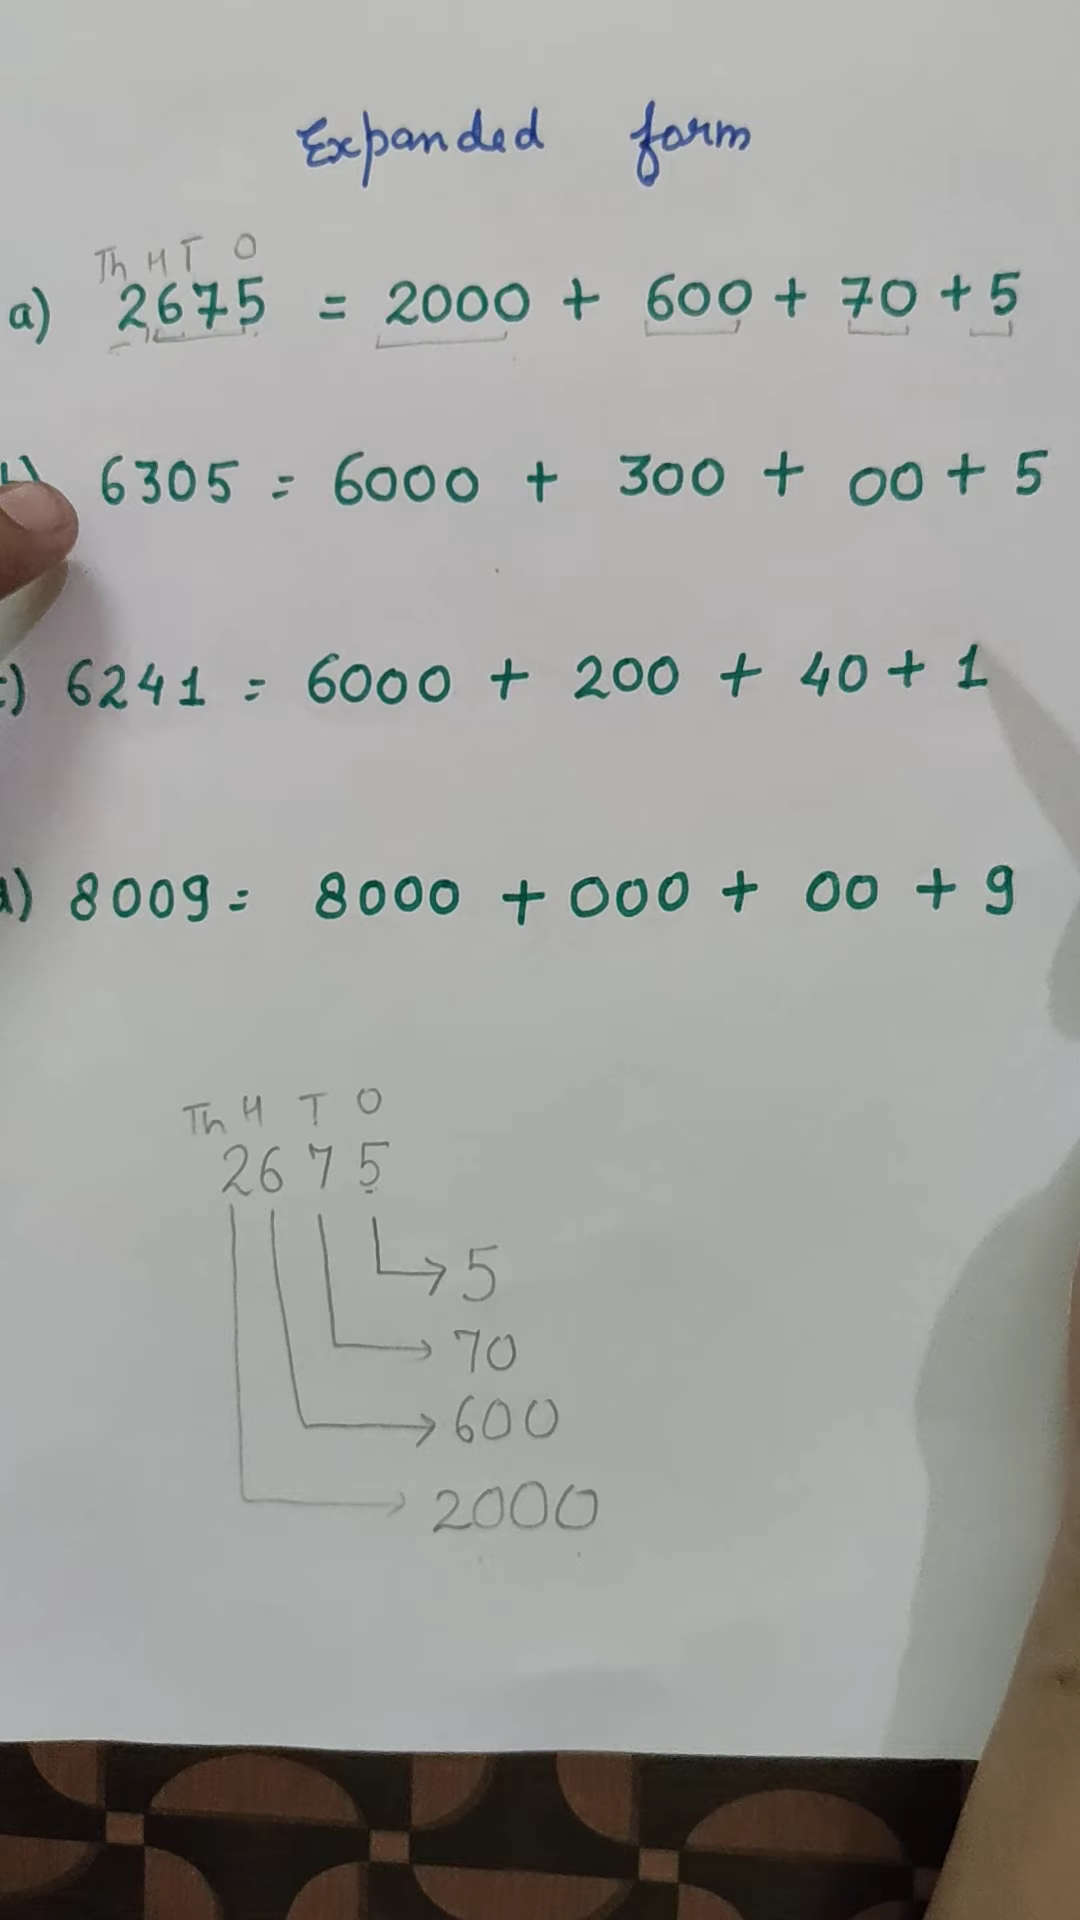 Expanded form
Th H T O
a) 2675 = 2000 + 600 + 70 + 5
6305 = 6000 + 300 + 00 + 5
c) 6241 = 6000 + 200 + 40 + 1
d) 8009 = 8000 + 000 + 00 + 9
Th H T O
2675
5
70
600
2000